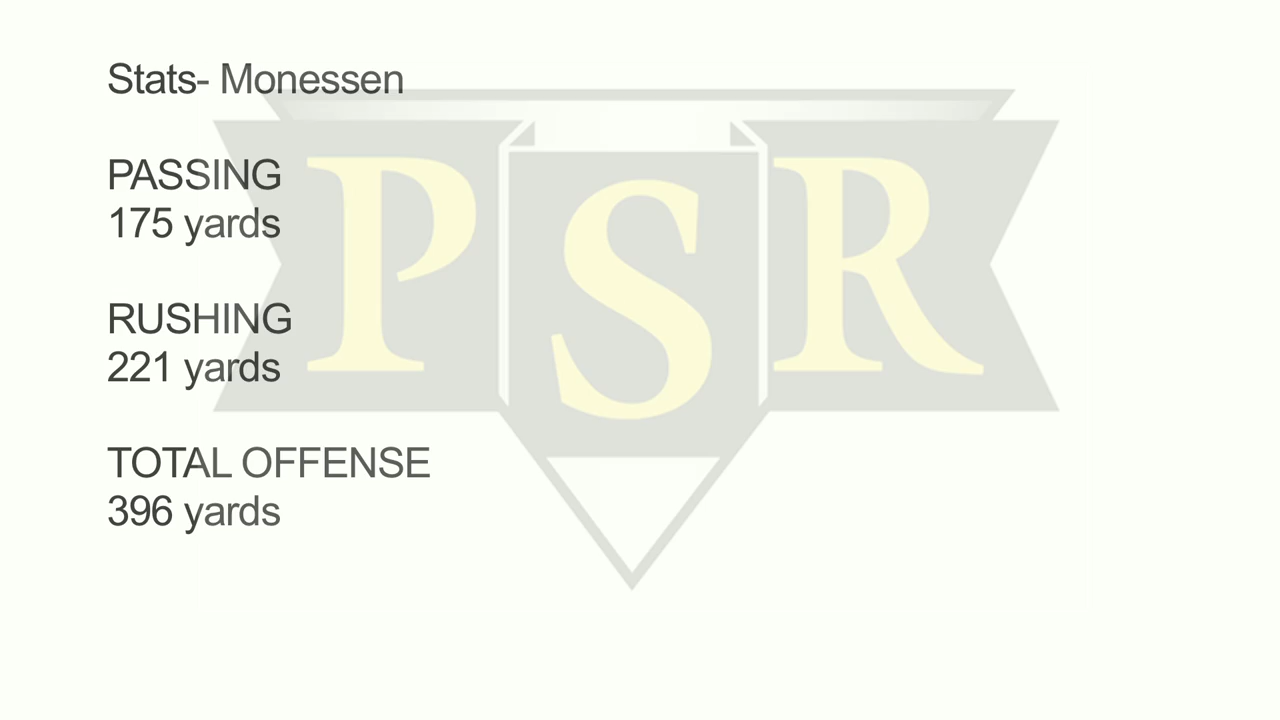 Stats- Monessen
PASSING
175 yards
RUSHING
221 yards
TOTAL OFFENSE
396 yards
PSR